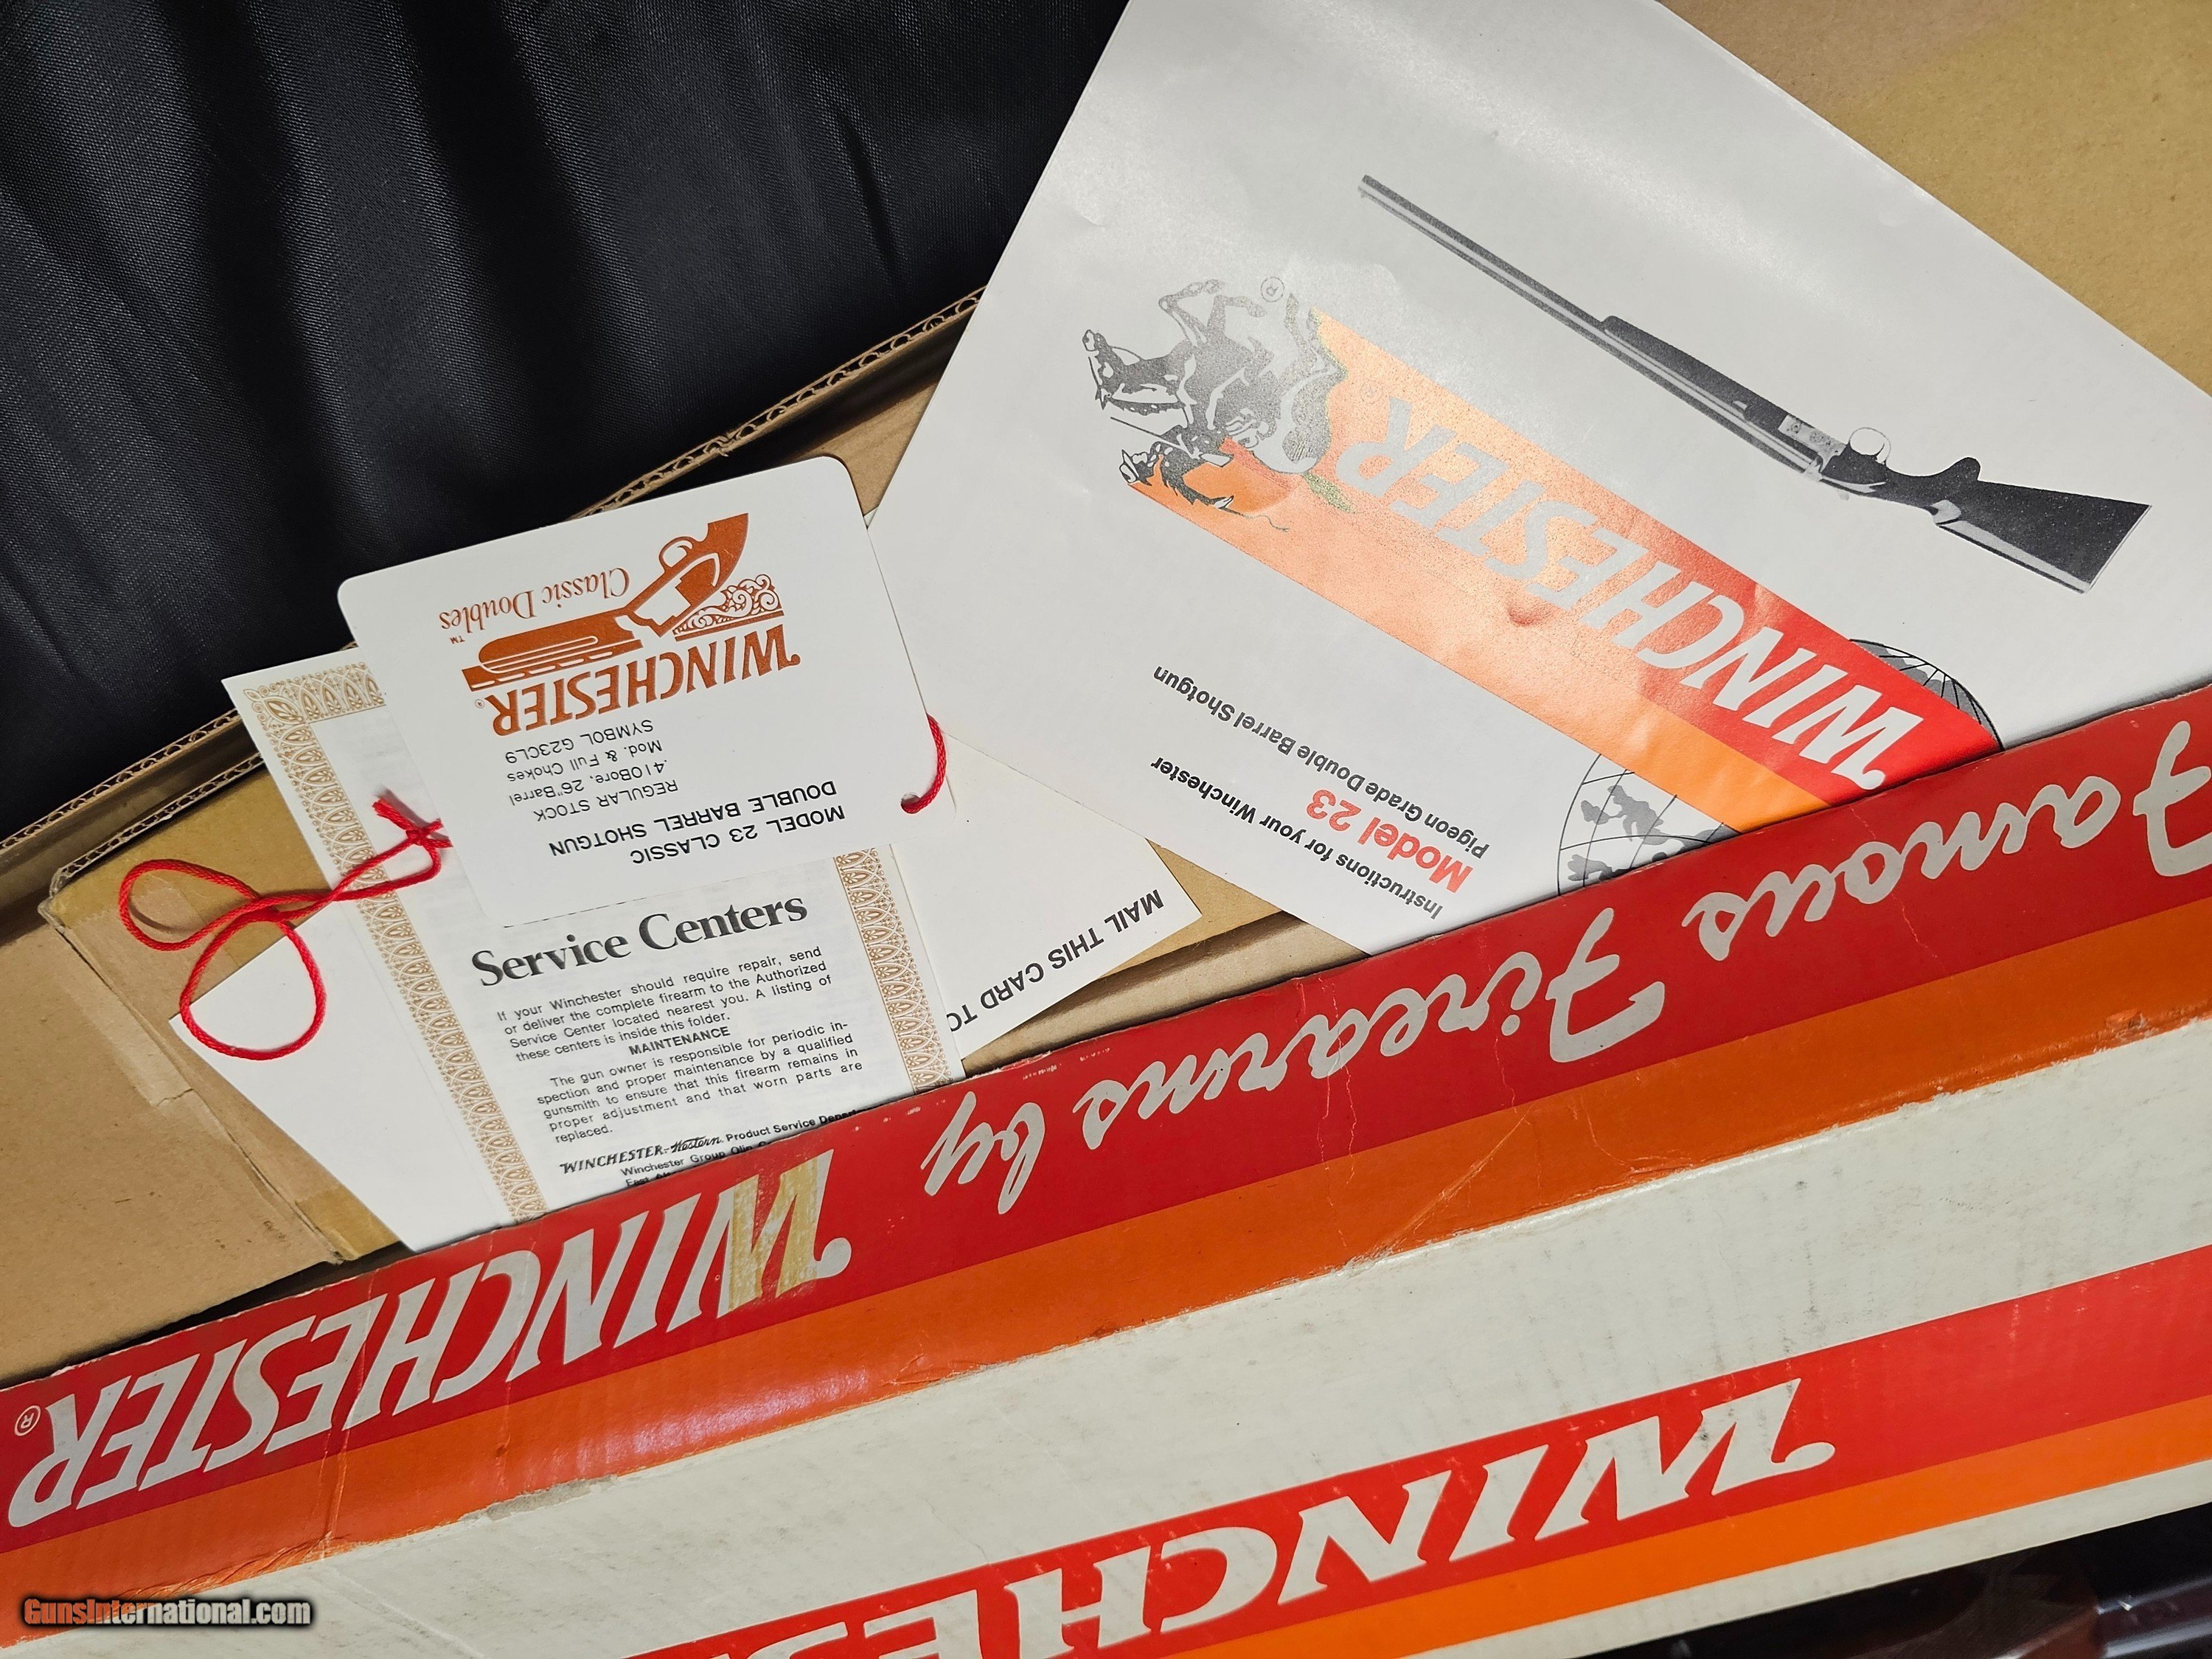 WINCHESTER®
Classic Doubles™
MODEL 23 CLASSIC
DOUBLE BARREL SHOTGUN
REGULAR STOCK
.410Bore, 26"Barrel
Mod. & Full Chokes
SYMBOL G23CL9
WINCHESTER®
Service Centers
If your Winchester should require repair, send
or deliver the complete firearm to the Authorized
Service Center located nearest you. A listing of
these centers is inside this folder.
MAINTENANCE
The gun owner is responsible for periodic in-
spection and proper maintenance by a qualified
gunsmith to ensure that this firearm remains in
proper adjustment and that worn parts are
replaced.
WINCHESTER-Western Product Service
Winchester Group Olin
East
MAIL THIS CARD TO
Instructions for your Winchester
Model 23
Pigeon Grade Double Barrel Shotgun
WINCHESTER®
®
Famous Firearms by
WINCHESTER®
WINCHES
GunsInternational.com